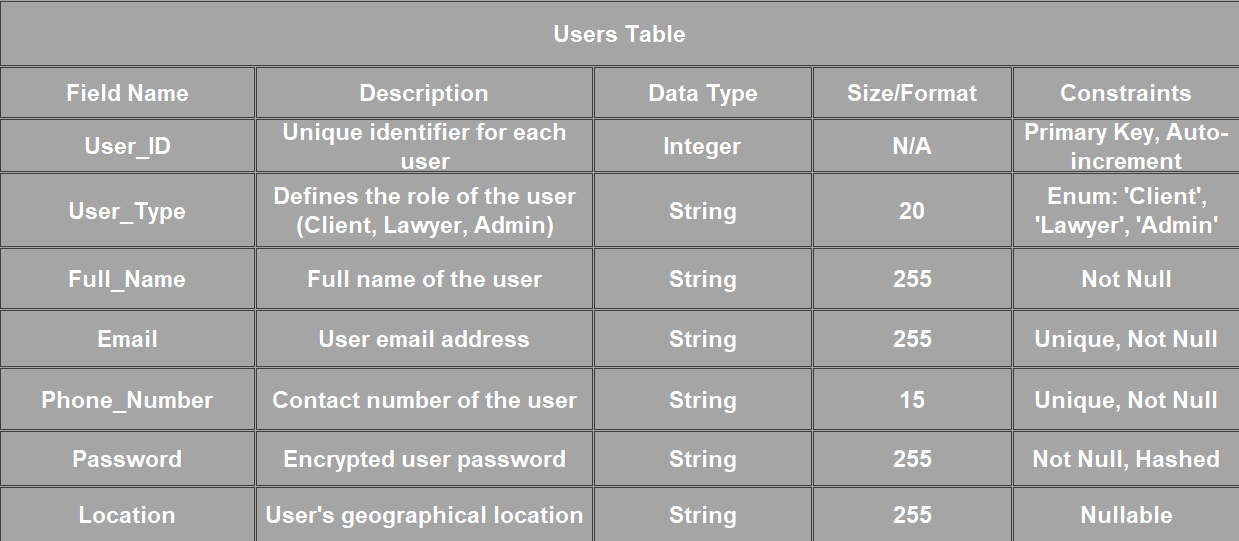 Users Table
Field Name Description Data Type Size/Format Constraints
User_ID Unique identifier for each user Integer N/A Primary Key, Auto-increment
User_Type Defines the role of the user (Client, Lawyer, Admin) String 20 Enum: 'Client', 'Lawyer', 'Admin'
Full_Name Full name of the user String 255 Not Null
Email User email address String 255 Unique, Not Null
Phone_Number Contact number of the user String 15 Unique, Not Null
Password Encrypted user password String 255 Not Null, Hashed
Location User's geographical location String 255 Nullable